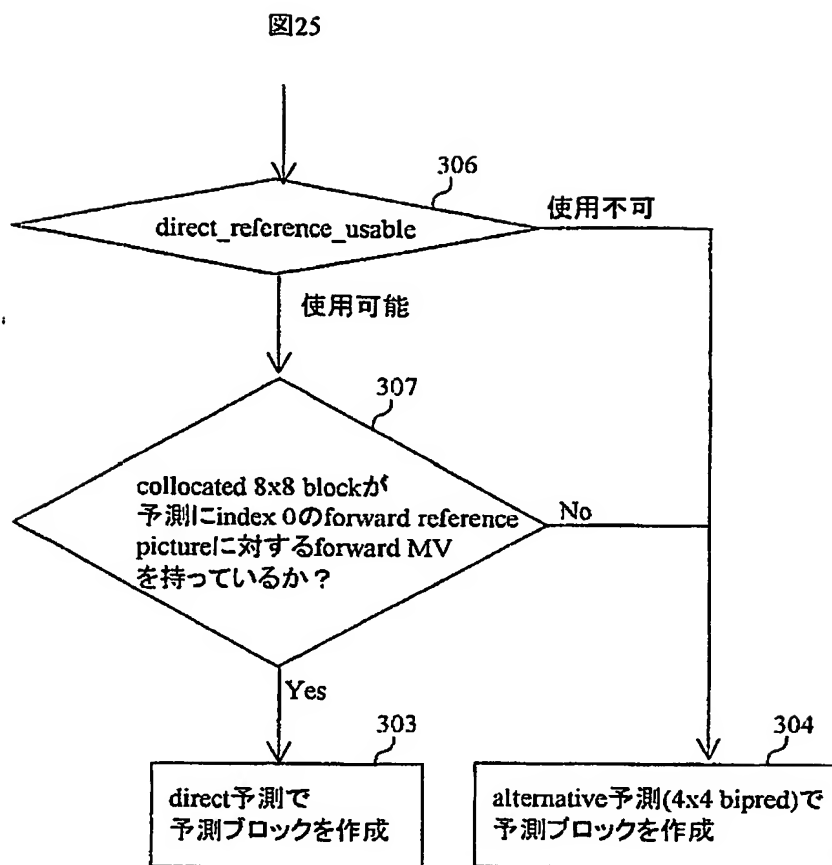 図25
306
direct_reference_usable
使用不可
使用可能
307
collocated 8x8 blockが
予測にindex 0のforward reference
pictureに対するforward MV
を持っているか？
No
Yes
303
direct予測で
予測ブロックを作成
304
alternative予測(4x4 bipred)で
予測ブロックを作成